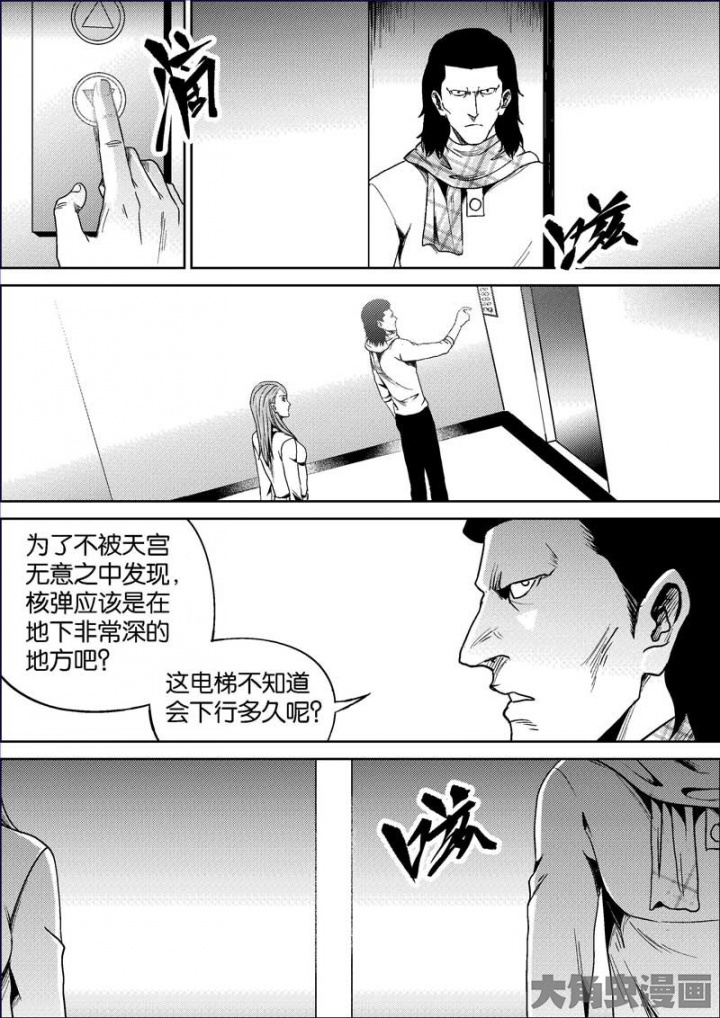 滴
咝
为了不被天宫
无意之中发现，
核弹应该是在
地下非常深的
地方吧？
这电梯不知道
会下行多久呢？
咝
大角虫漫画